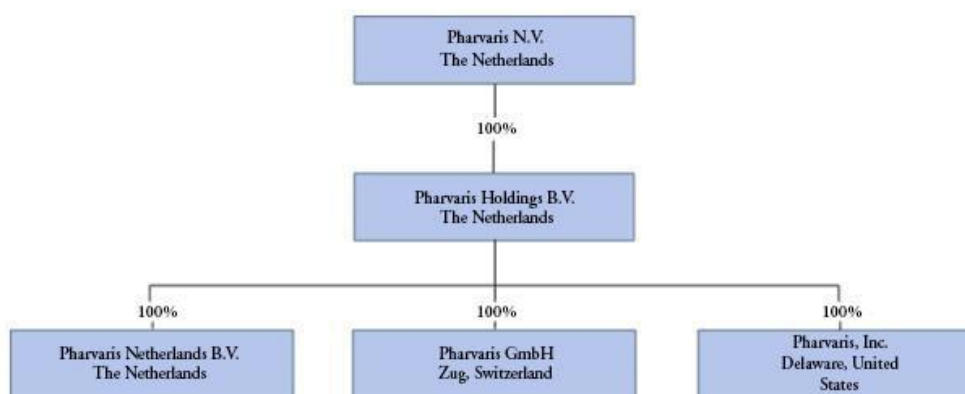 Pharvaris N.V.
The Netherlands
100%
Pharvaris Holdings B.V.
The Netherlands
100%
100%
100%
Pharvaris Netherlands B.V.
The Netherlands
Pharvaris GmbH
Zug, Switzerland
Pharvaris, Inc.
Delaware, United
States